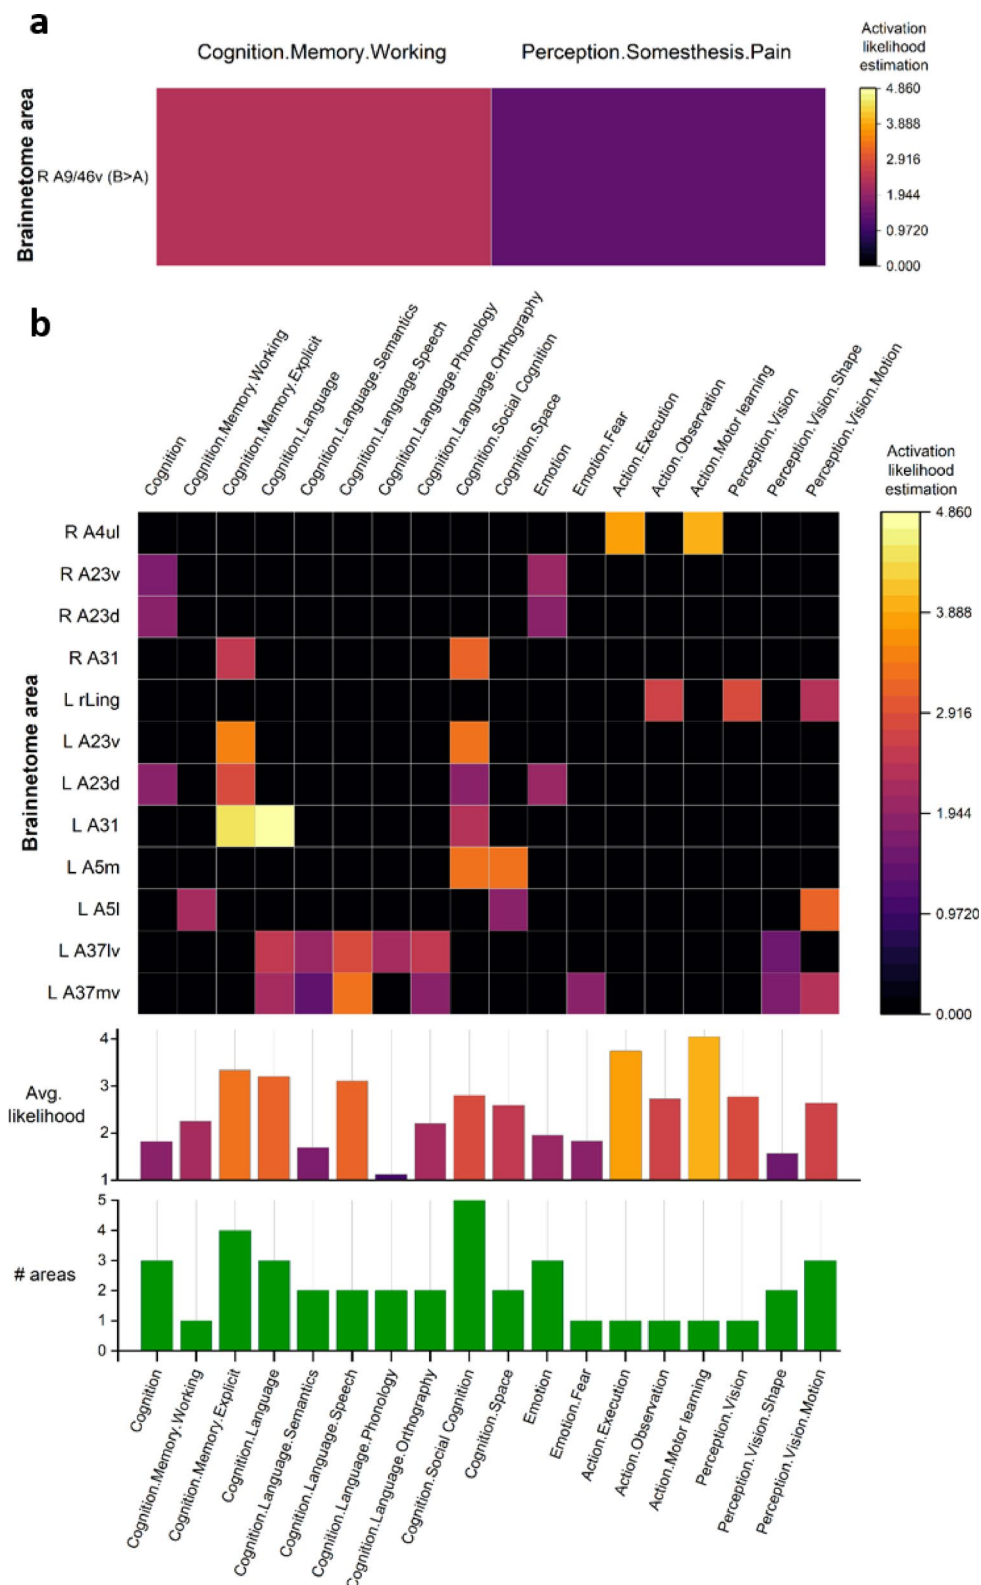 a
Cognition.Memory.Working
Perception.Somesthesis.Pain
Activation
likelihood
estimation
4.860
3.888
2.916
1.944
0.9720
0.000
Brainnetome area
R A9/46v (B>A)
b
Cognition
Cognition.Memory.Working
Cognition.Memory.Explicit
Cognition.Language
Cognition.Language.Semantics
Cognition.Language.Speech
Cognition.Language.Phonology
Cognition.Language.Orthography
Cognition.Social Cognition
Cognition.Space
Emotion
Emotion.Fear
Action.Execution
Action.Observation
Action.Motor learning
Perception.Vision
Perception.Vision.Shape
Perception.Vision.Motion
Activation
likelihood
estimation
4.860
3.888
2.916
1.944
0.9720
0.000
Brainnetome area
R A4ul
R A23v
R A23d
R A31
L rLing
L A23v
L A23d
L A31
L A5m
L A5l
L A37lv
L A37mv
Avg.
likelihood
4
3
2
1
# areas
5
4
3
2
1
0
Cognition
Cognition.Memory.Working
Cognition.Memory.Explicit
Cognition.Language
Cognition.Language.Semantics
Cognition.Language.Speech
Cognition.Language.Phonology
Cognition.Language.Orthography
Cognition.Social Cognition
Cognition.Space
Emotion
Emotion.Fear
Action.Execution
Action.Observation
Action.Motor learning
Perception.Vision
Perception.Vision.Shape
Perception.Vision.Motion